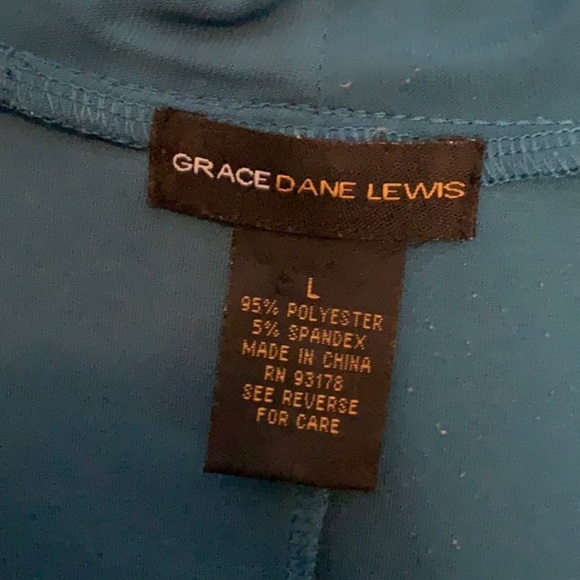 GRACE DANE LEWIS
L
95% POLYESTER
5% SPANDEX
MADE IN CHINA
RN 93178
SEE REVERSE
FOR CARE